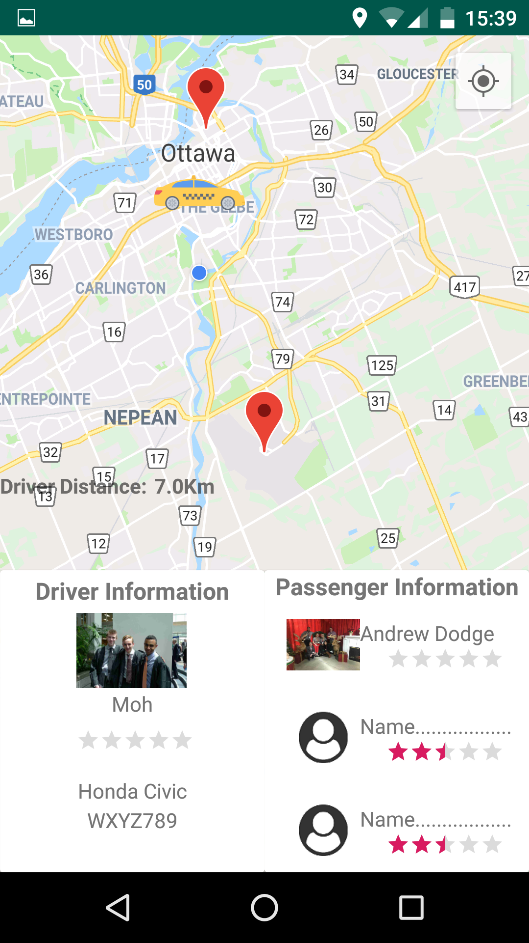 15:39
34
GLOUCESTER
50
ATEAU
50
26
Ottawa
30
71
THE GLEBE
72
WESTBORO
36
417
27
CARLINGTON
74
16
79
125
GREENBE
ENTREPOINTE
31
14
NEPEAN
43
32
17
15
Driver Distance: 7.0Km
13
73
25
12
19
Driver Information
Moh
Honda Civic
WXYZ789
Passenger Information
Andrew Dodge
Name..................
Name..................